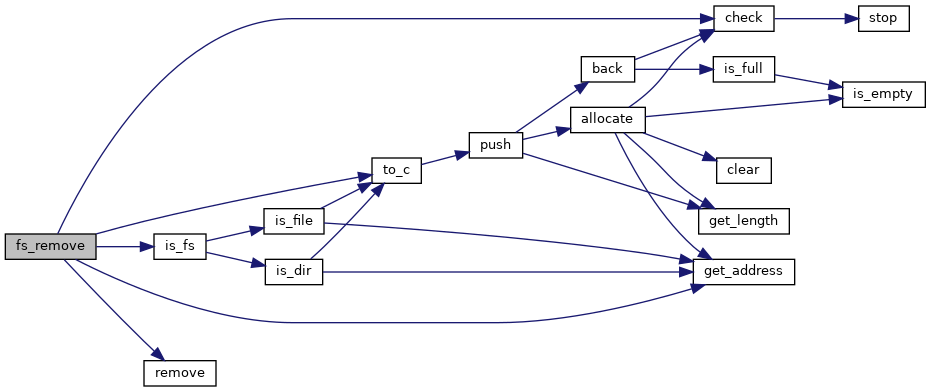 check
stop
back
is_full
is_empty
allocate
push
to_c
clear
is_file
get_length
fs_remove
is_fs
is_dir
get_address
remove